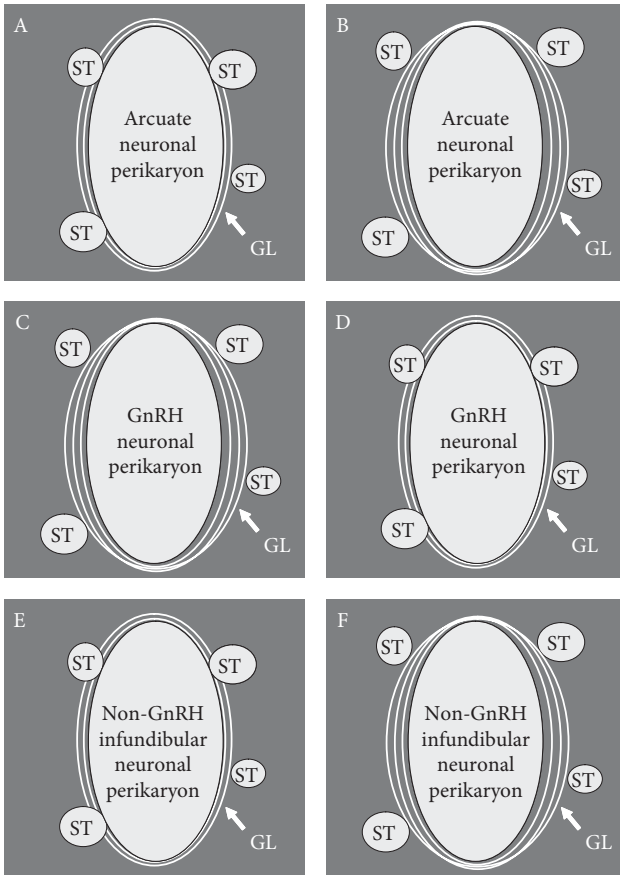 A
ST
ST
Arcuate
neuronal
perikaryon
ST
ST
GL
B
ST
ST
Arcuate
neuronal
perikaryon
ST
ST
GL
C
ST
ST
GnRH
neuronal
perikaryon
ST
ST
GL
D
ST
ST
GnRH
neuronal
perikaryon
ST
ST
GL
E
ST
ST
Non-GnRH
infundibular
neuronal
perikaryon
ST
ST
GL
F
ST
ST
Non-GnRH
infundibular
neuronal
perikaryon
ST
ST
GL